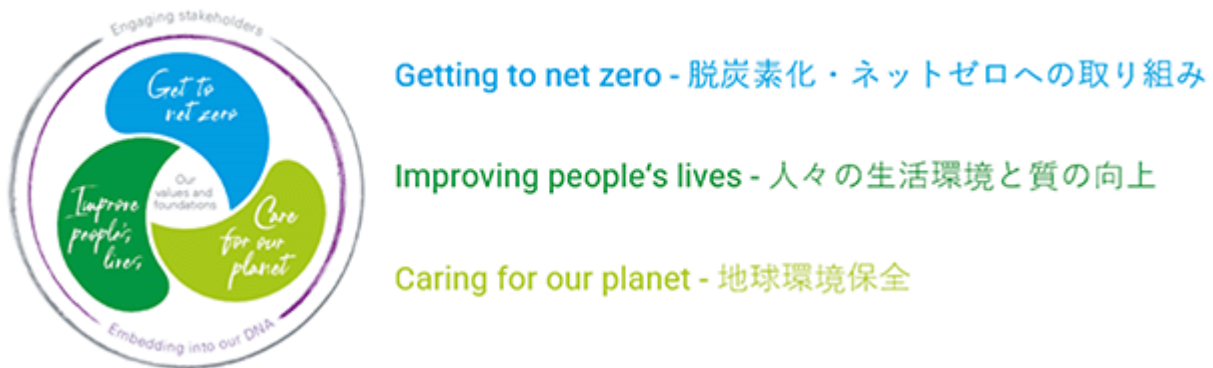 Engaging stakeholders
Get to
net zero
Our
values and
foundations
Improve
people's
lives
Care
for our
planet
Embedding into our DNA
Getting to net zero - 脱炭素化・ネットゼロへの取り組み
Improving people's lives - 人々の生活環境と質の向上
Caring for our planet - 地球環境保全